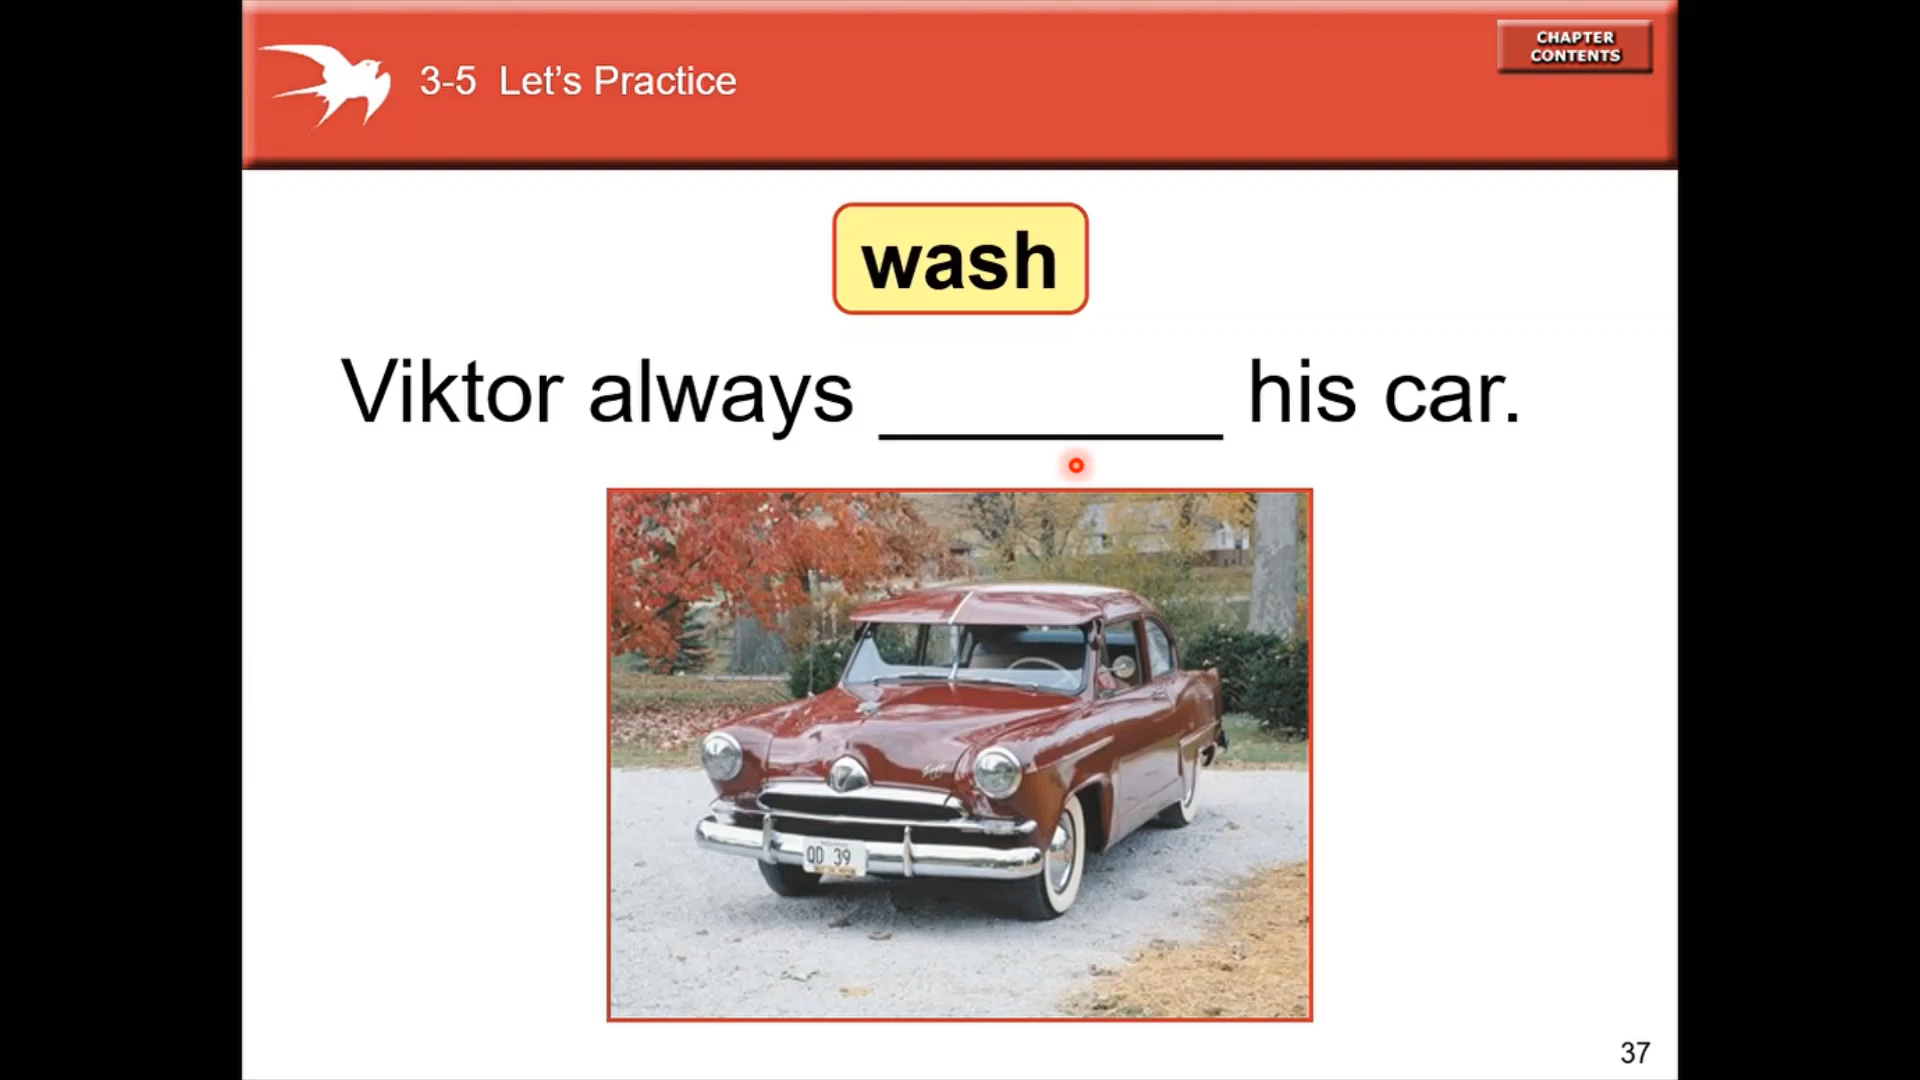 3-5 Let's Practice
CHAPTER
CONTENTS
wash
Viktor always ________ his car.
QD 39
37